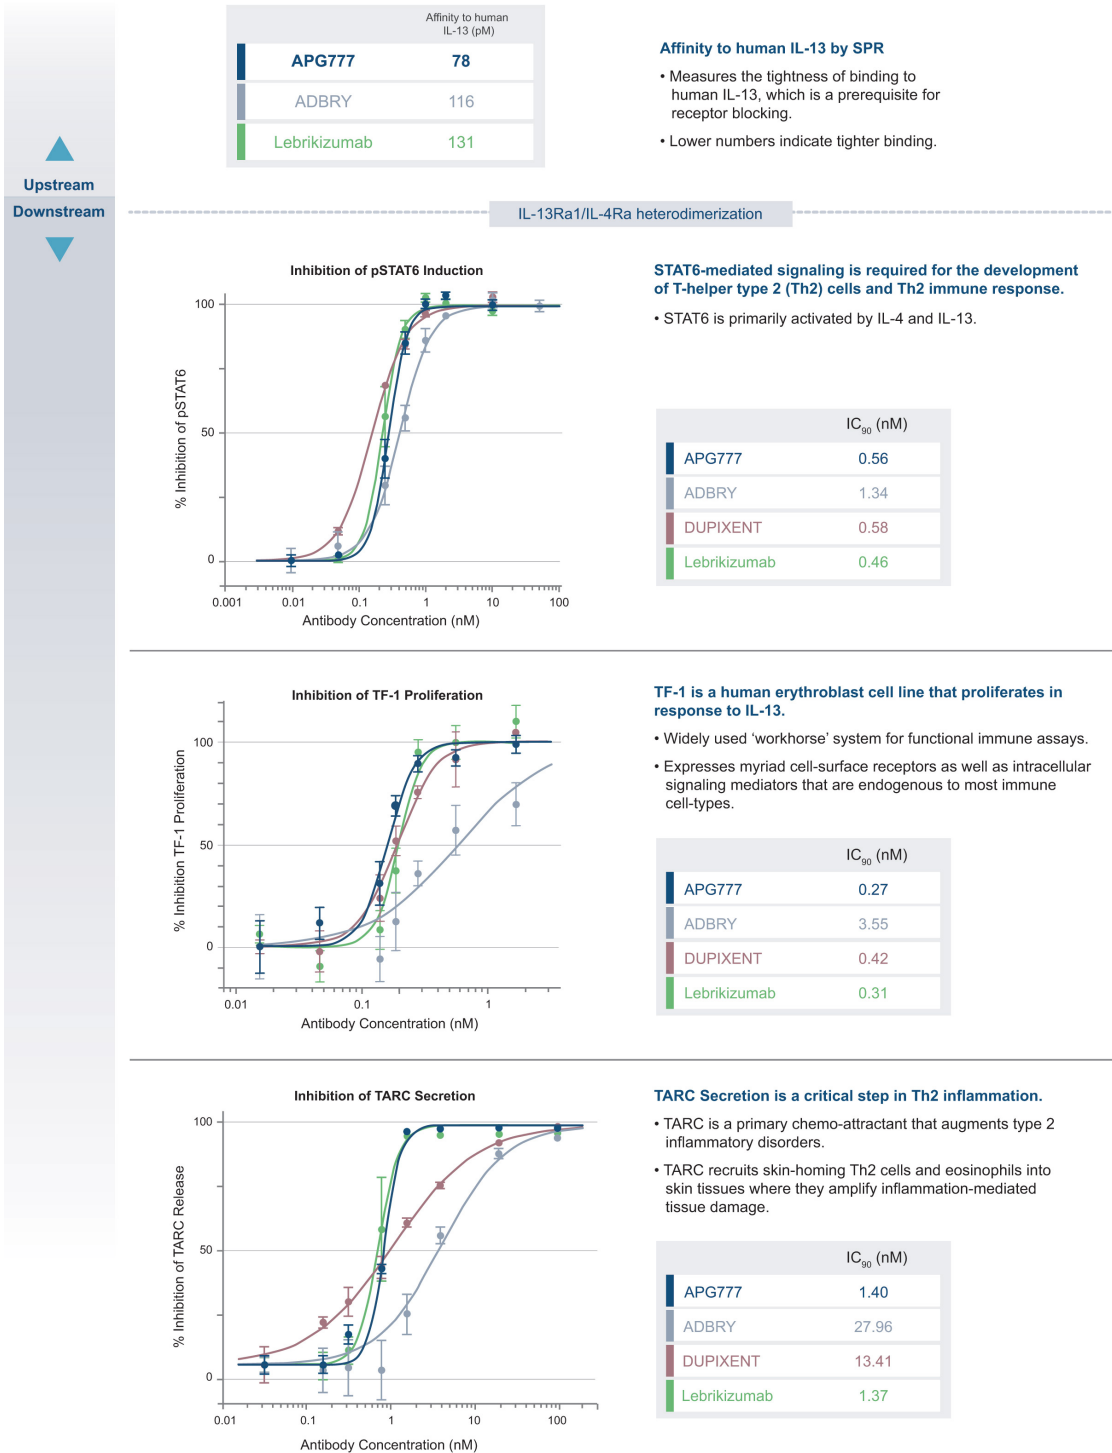 Affinity to human
IL-13 (pM)
APG777 78
ADBRY 116
Lebrikizumab 131
Affinity to human IL-13 by SPR
• Measures the tightness of binding to
human IL-13, which is a prerequisite for
receptor blocking.
• Lower numbers indicate tighter binding.
Upstream
Downstream
IL-13Ra1/IL-4Ra heterodimerization
Inhibition of pSTAT6 Induction
% Inhibition of pSTAT6
100
50
0
0.001 0.01 0.1 1 10 100
Antibody Concentration (nM)
STAT6-mediated signaling is required for the development
of T-helper type 2 (Th2) cells and Th2 immune response.
• STAT6 is primarily activated by IL-4 and IL-13.
IC90 (nM)
APG777 0.56
ADBRY 1.34
DUPIXENT 0.58
Lebrikizumab 0.46
Inhibition of TF-1 Proliferation
% Inhibition TF-1 Proliferation
100
50
0
0.01 0.1 1
Antibody Concentration (nM)
TF-1 is a human erythroblast cell line that proliferates in
response to IL-13.
• Widely used ‘workhorse’ system for functional immune assays.
• Expresses myriad cell-surface receptors as well as intracellular
signaling mediators that are endogenous to most immune
cell-types.
IC90 (nM)
APG777 0.27
ADBRY 3.55
DUPIXENT 0.42
Lebrikizumab 0.31
Inhibition of TARC Secretion
% Inhibition of TARC Release
100
50
0
0.01 0.1 1 10 100
Antibody Concentration (nM)
TARC Secretion is a critical step in Th2 inflammation.
• TARC is a primary chemo-attractant that augments type 2
inflammatory disorders.
• TARC recruits skin-homing Th2 cells and eosinophils into
skin tissues where they amplify inflammation-mediated
tissue damage.
IC90 (nM)
APG777 1.40
ADBRY 27.96
DUPIXENT 13.41
Lebrikizumab 1.37